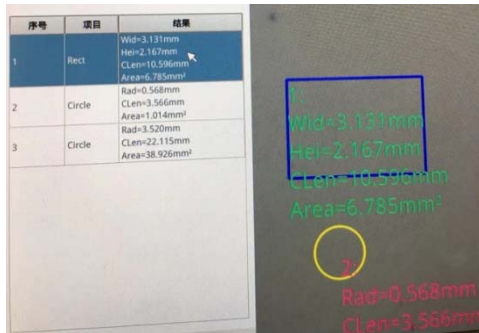 序号 项目 结果
1 Rect Wid=3.131mm
Hei=2.167mm
CLen=10.596mm
Area=6.785mm²
2 Circle Rad=0.568mm
CLen=3.566mm
Area=1.014mm²
3 Circle Rad=3.520mm
CLen=22.115mm
Area=38.926mm²
1:
Wid=3.131mm
Hei=2.167mm
CLen=10.596mm
Area=6.785mm²
2:
Rad=0.568mm
CLen=3.566mm